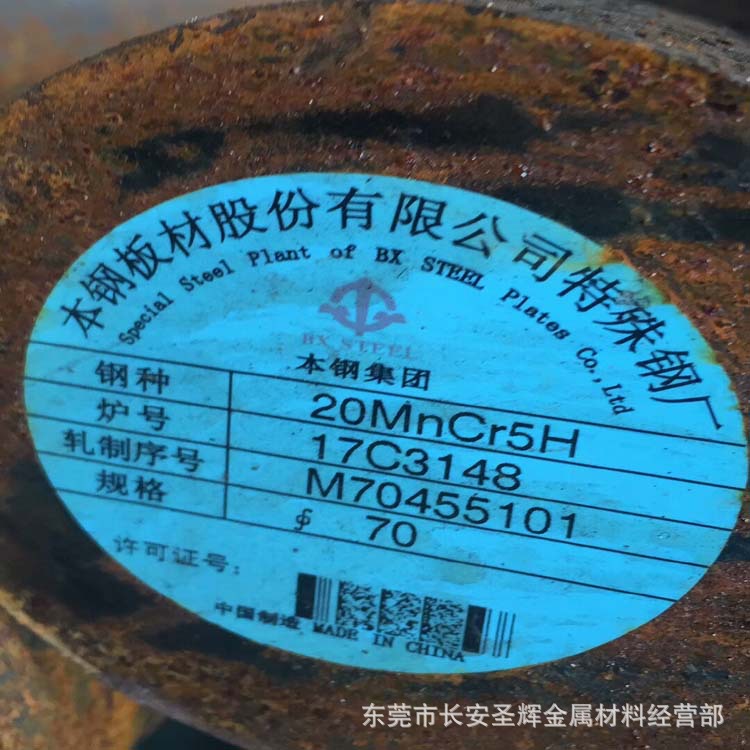 本钢板材股份有限公司特殊钢厂
Special Steel Plant of BX STEEL Plates Co.,Ltd
BX STEEL
本钢集团
钢种 20MnCr5H
炉号 17C3148
轧制序号 M70455101
规格 ∮ 70
许可证号:
中国制造 MADE IN CHINA
东莞市长安圣辉金属材料经营部